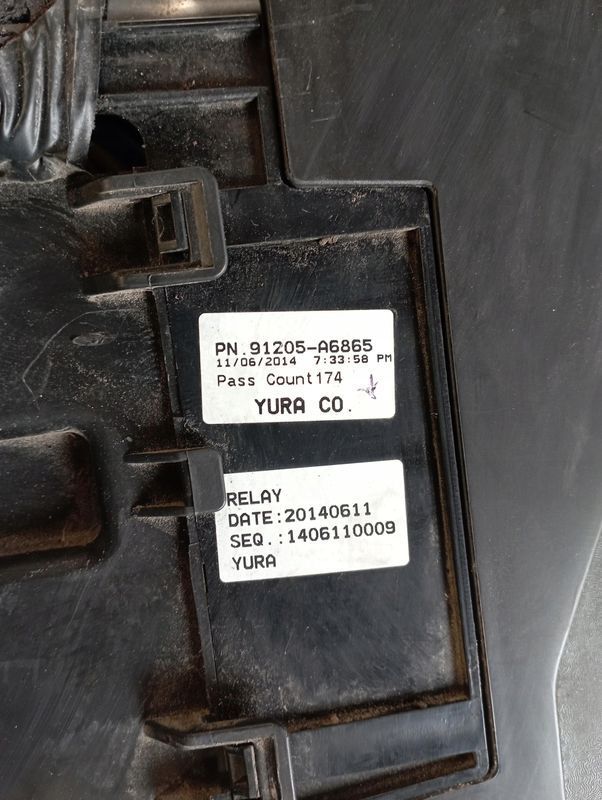 PN.91205-A6865
11/06/2014 7:33:58 PM
Pass Count174
YURA CO.
RELAY
DATE:20140611
SEQ.:1406110009
YURA